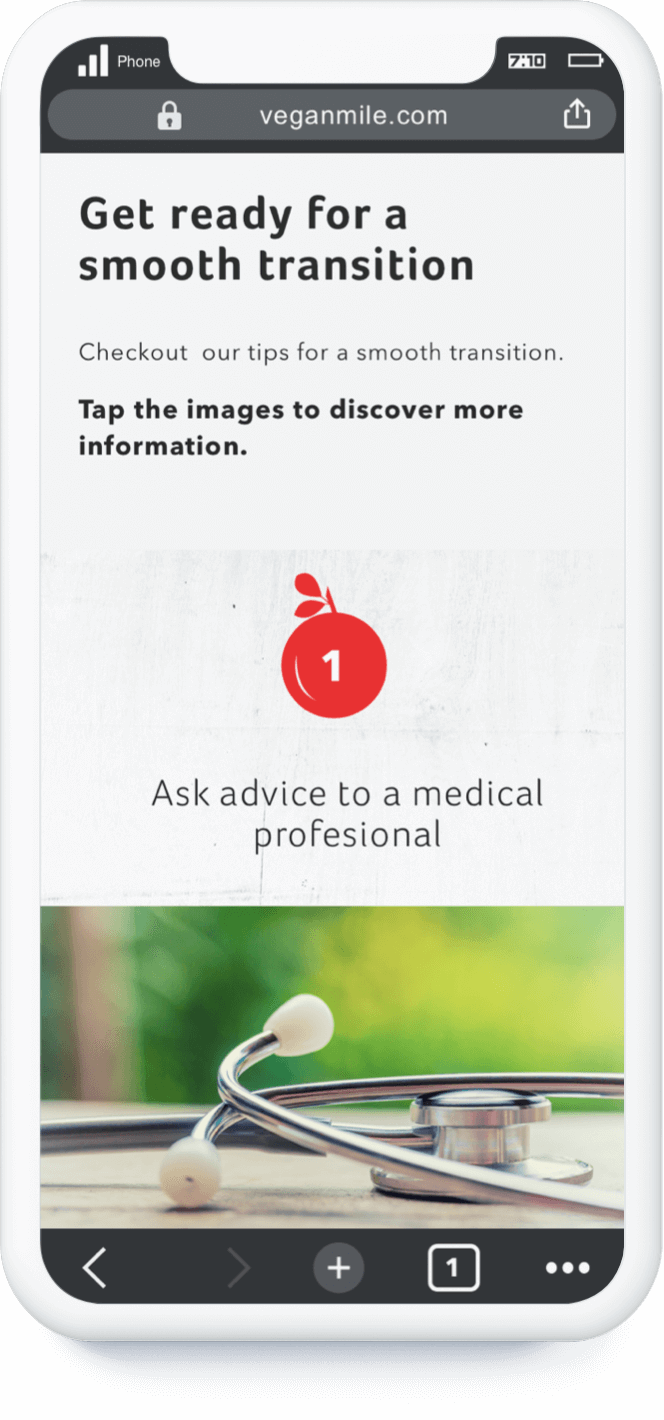 Phone
7:10
veganmile.com
Get ready for a
smooth transition
Checkout our tips for a smooth transition.
Tap the images to discover more
information.
1
Ask advice to a medical
profesional
1